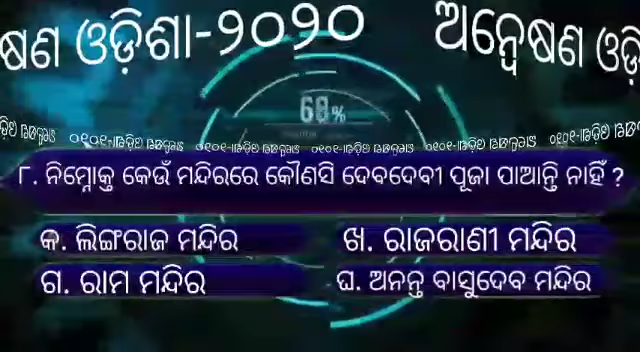 ଷଣ ଓଡ଼ିଶା-୨୦୨୦ ଅନ୍ୱେଷଣ ଓଡ଼ି
68%
୮. ନିମ୍ନୋକ୍ତ କେଉଁ ମନ୍ଦିରରେ କୌଣସି ଦେବଦେବୀ ପୂଜା ପାଆନ୍ତି ନାହିଁ ?
କ. ଲିଙ୍ଗରାଜ ମନ୍ଦିର ଖ. ରାଜରାଣୀ ମନ୍ଦିର
ଗ. ରାମ ମନ୍ଦିର ଘ. ଅନନ୍ତ ବାସୁଦେବ ମନ୍ଦିର